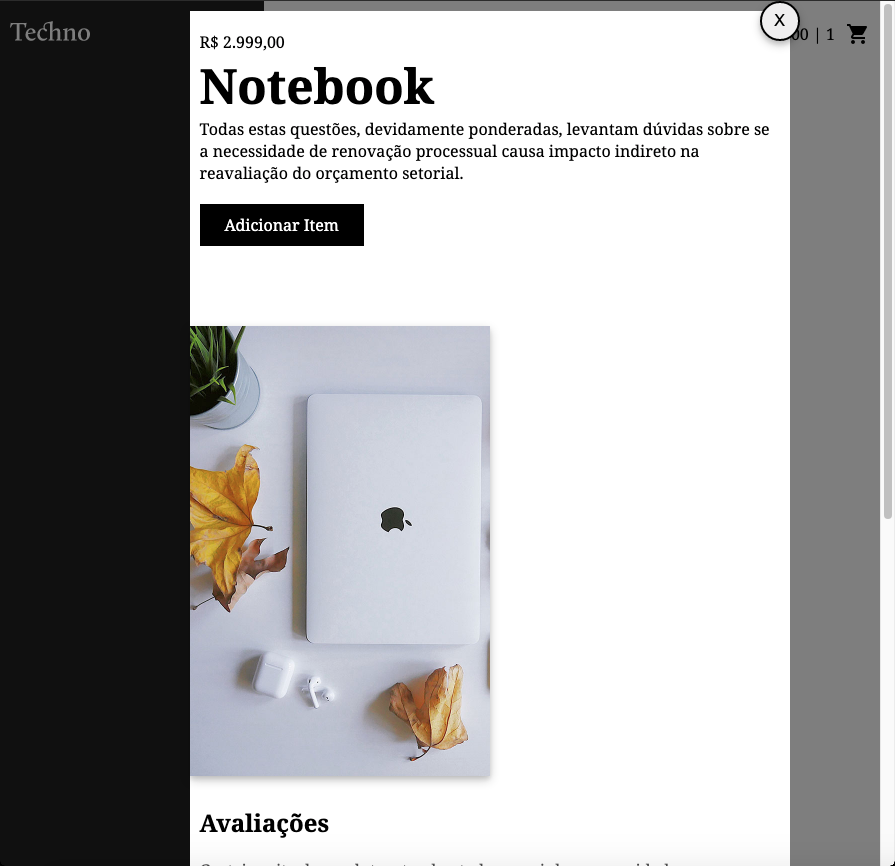 Techno
X
00 | 1
R$ 2.999,00
Notebook
Todas estas questões, devidamente ponderadas, levantam dúvidas sobre se
a necessidade de renovação processual causa impacto indireto na
reavaliação do orçamento setorial.
Adicionar Item
Avaliações